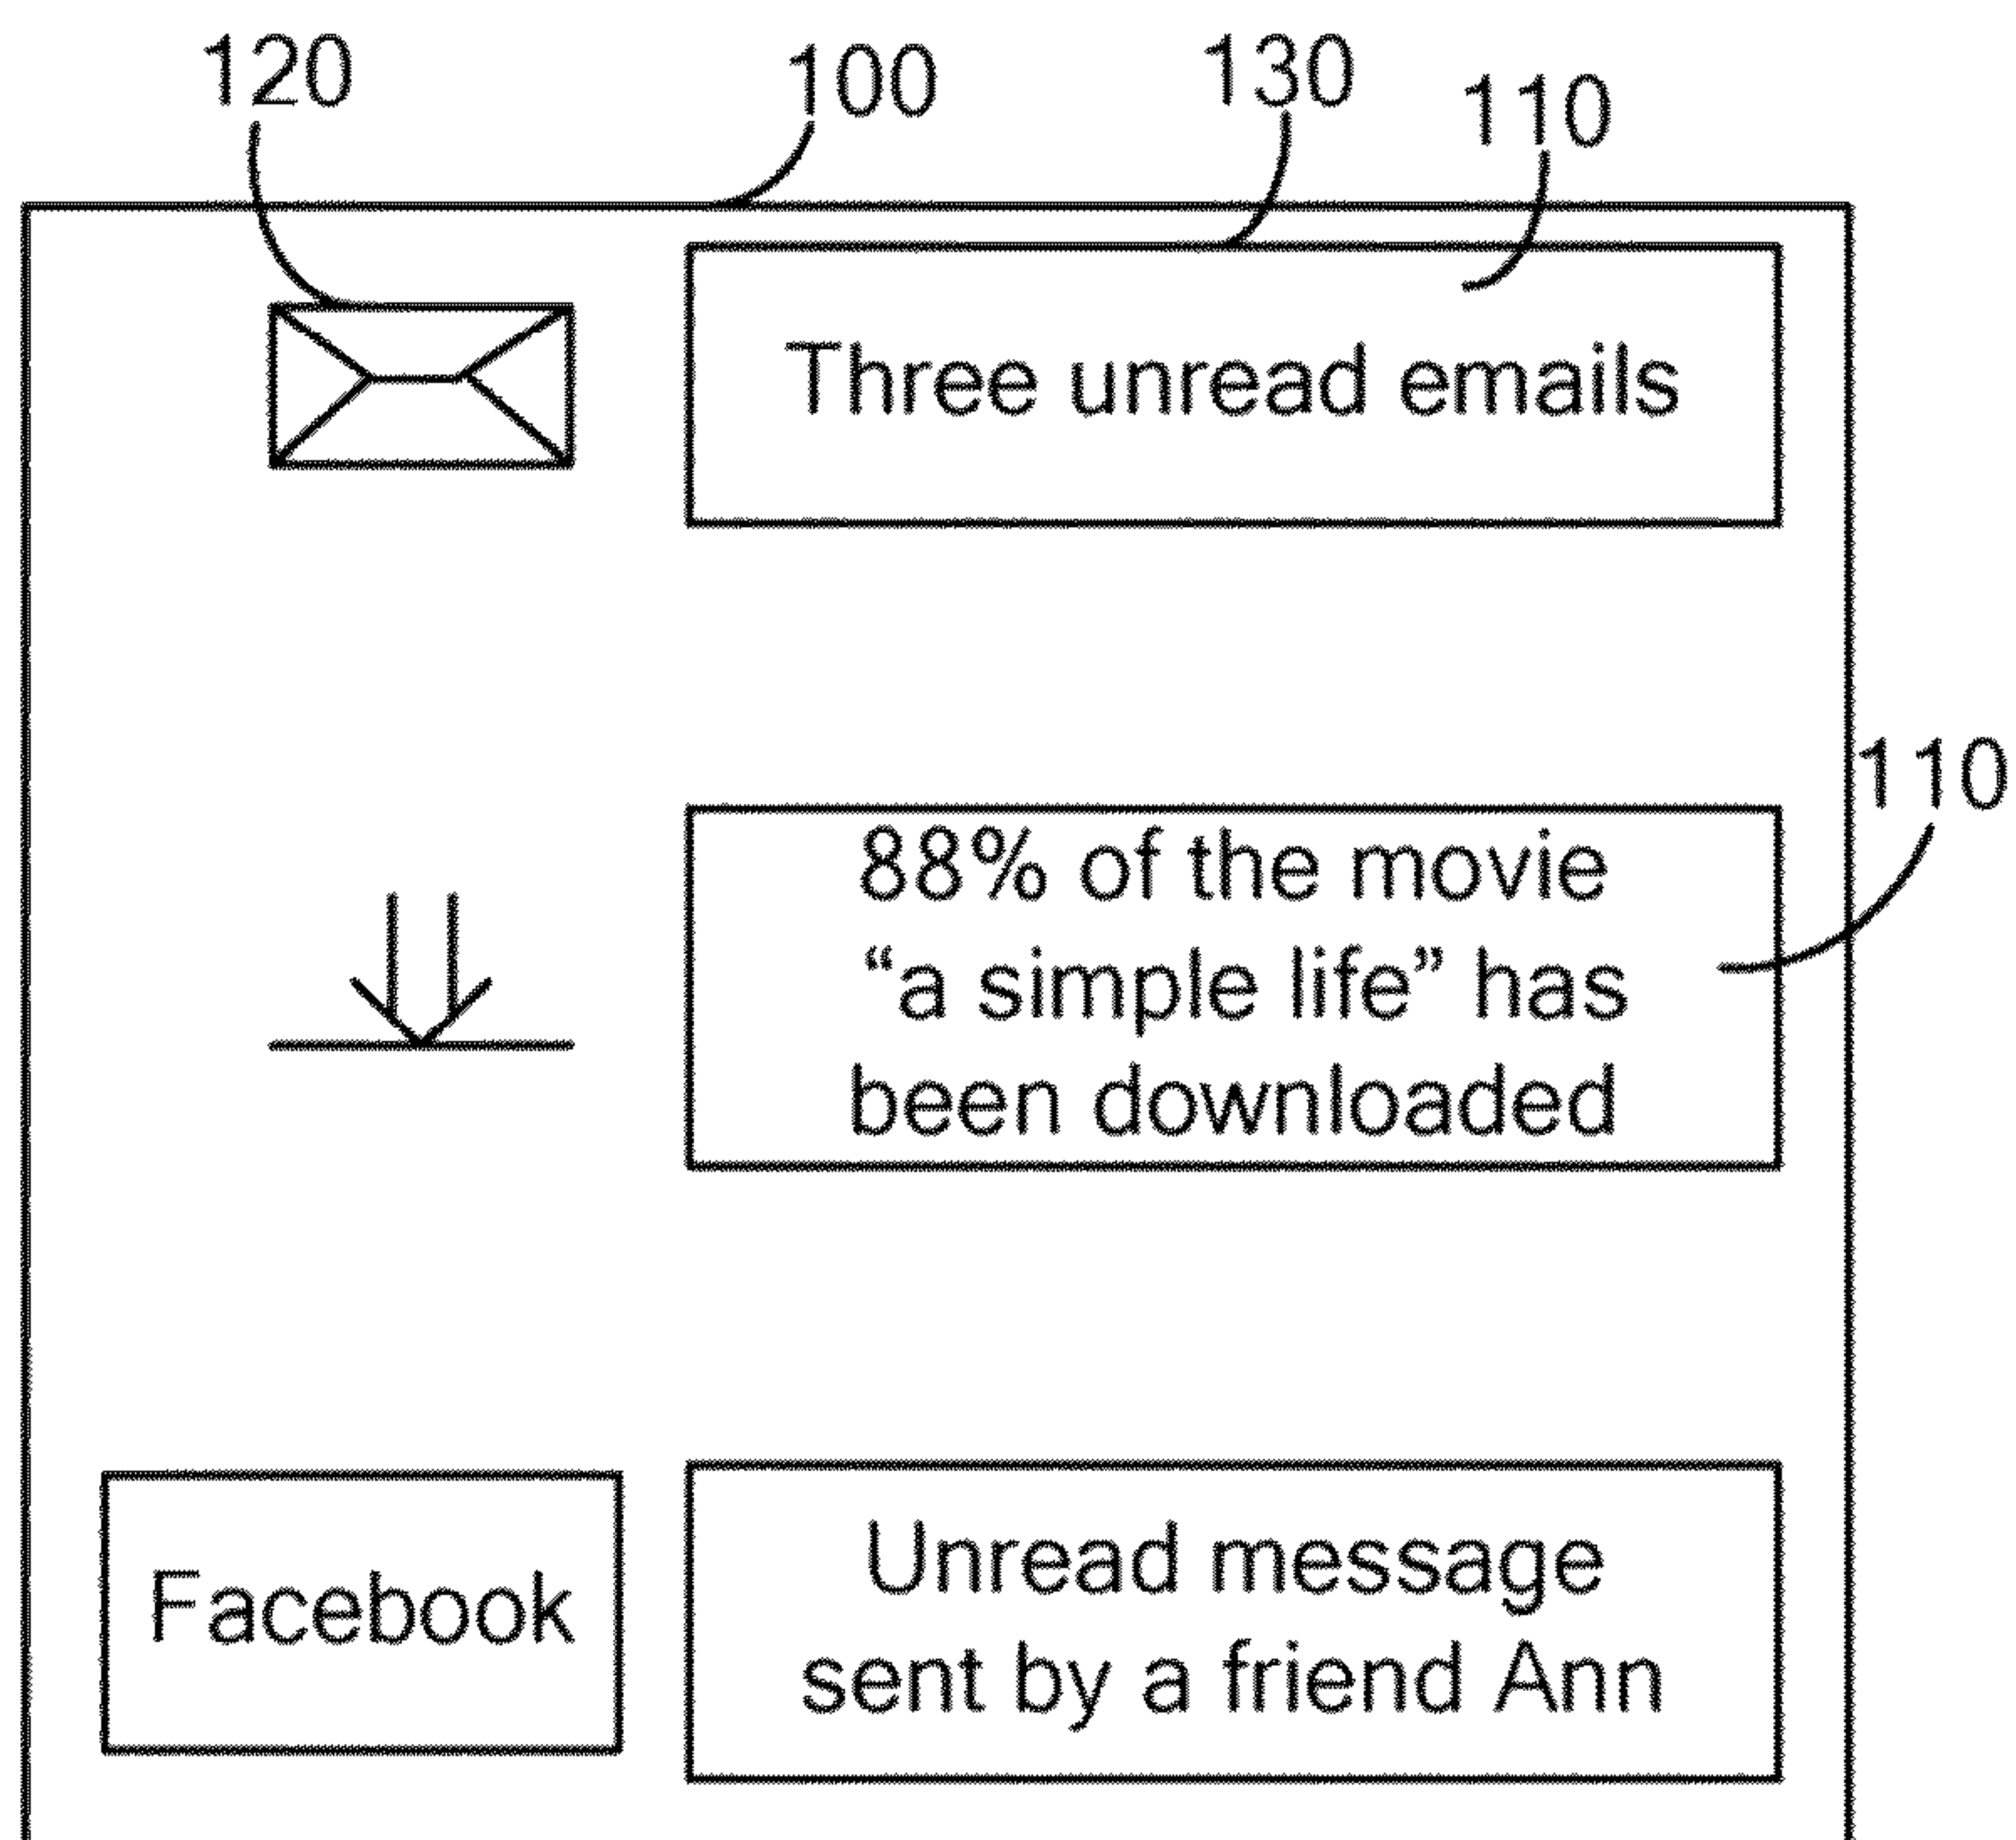 120
100
130
110
Three unread emails
110
88% of the movie
“a simple life” has
been downloaded
Facebook
Unread message
sent by a friend Ann